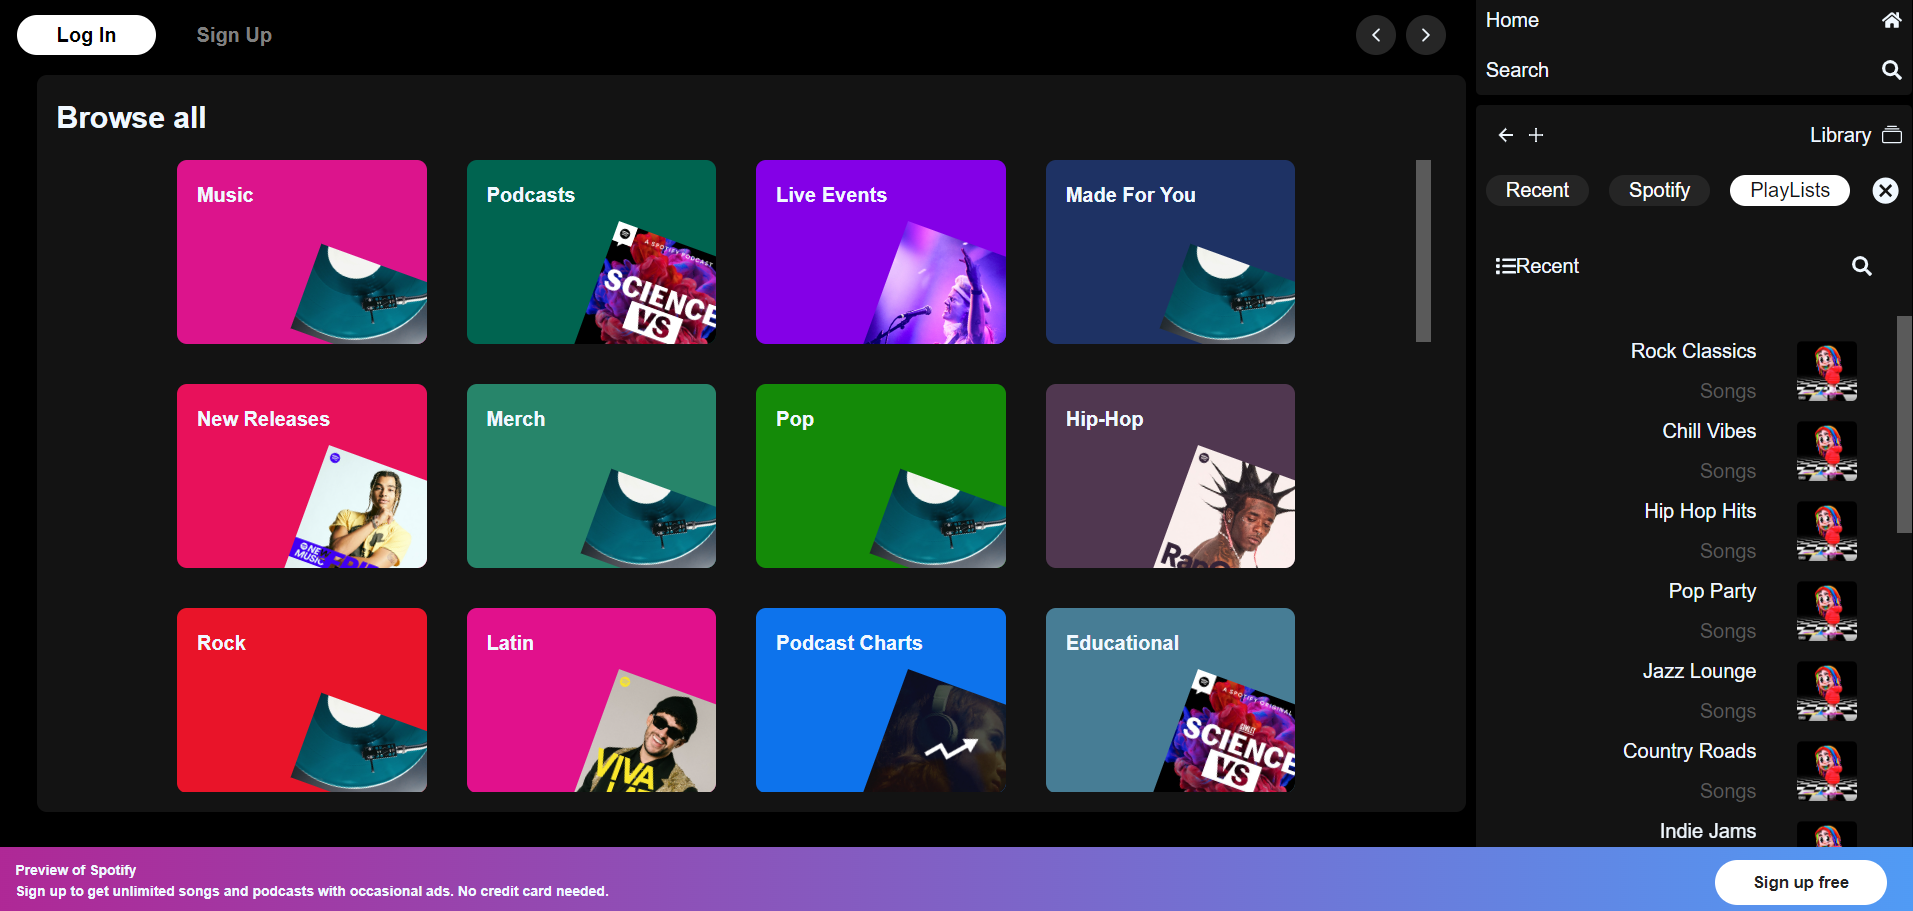 Log In
Sign Up
Home
Search
Browse all
Library
Recent
Spotify
PlayLists
Recent
Music
Podcasts
A SPOTIFY PODCAST
SCIENCE
VS
Live Events
Made For You
New Releases
Merch
Pop
Hip-Hop
Rock
Latin
VIVA
Podcast Charts
Educational
A SPOTIFY ORIGINAL
SCIENCE
VS
Rock Classics
Songs
Chill Vibes
Songs
Hip Hop Hits
Songs
Pop Party
Songs
Jazz Lounge
Songs
Country Roads
Songs
Indie Jams
Preview of Spotify
Sign up to get unlimited songs and podcasts with occasional ads. No credit card needed.
Sign up free